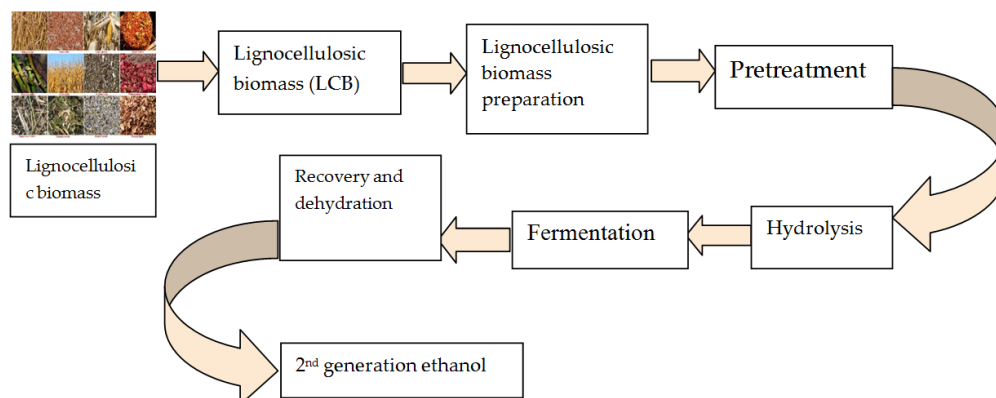 Lignocellulosi
c biomass
Lignocellulosic
biomass (LCB)
Lignocellulosic
biomass
preparation
Pretreatment
Hydrolysis
Fermentation
Recovery and
dehydration
2nd generation ethanol